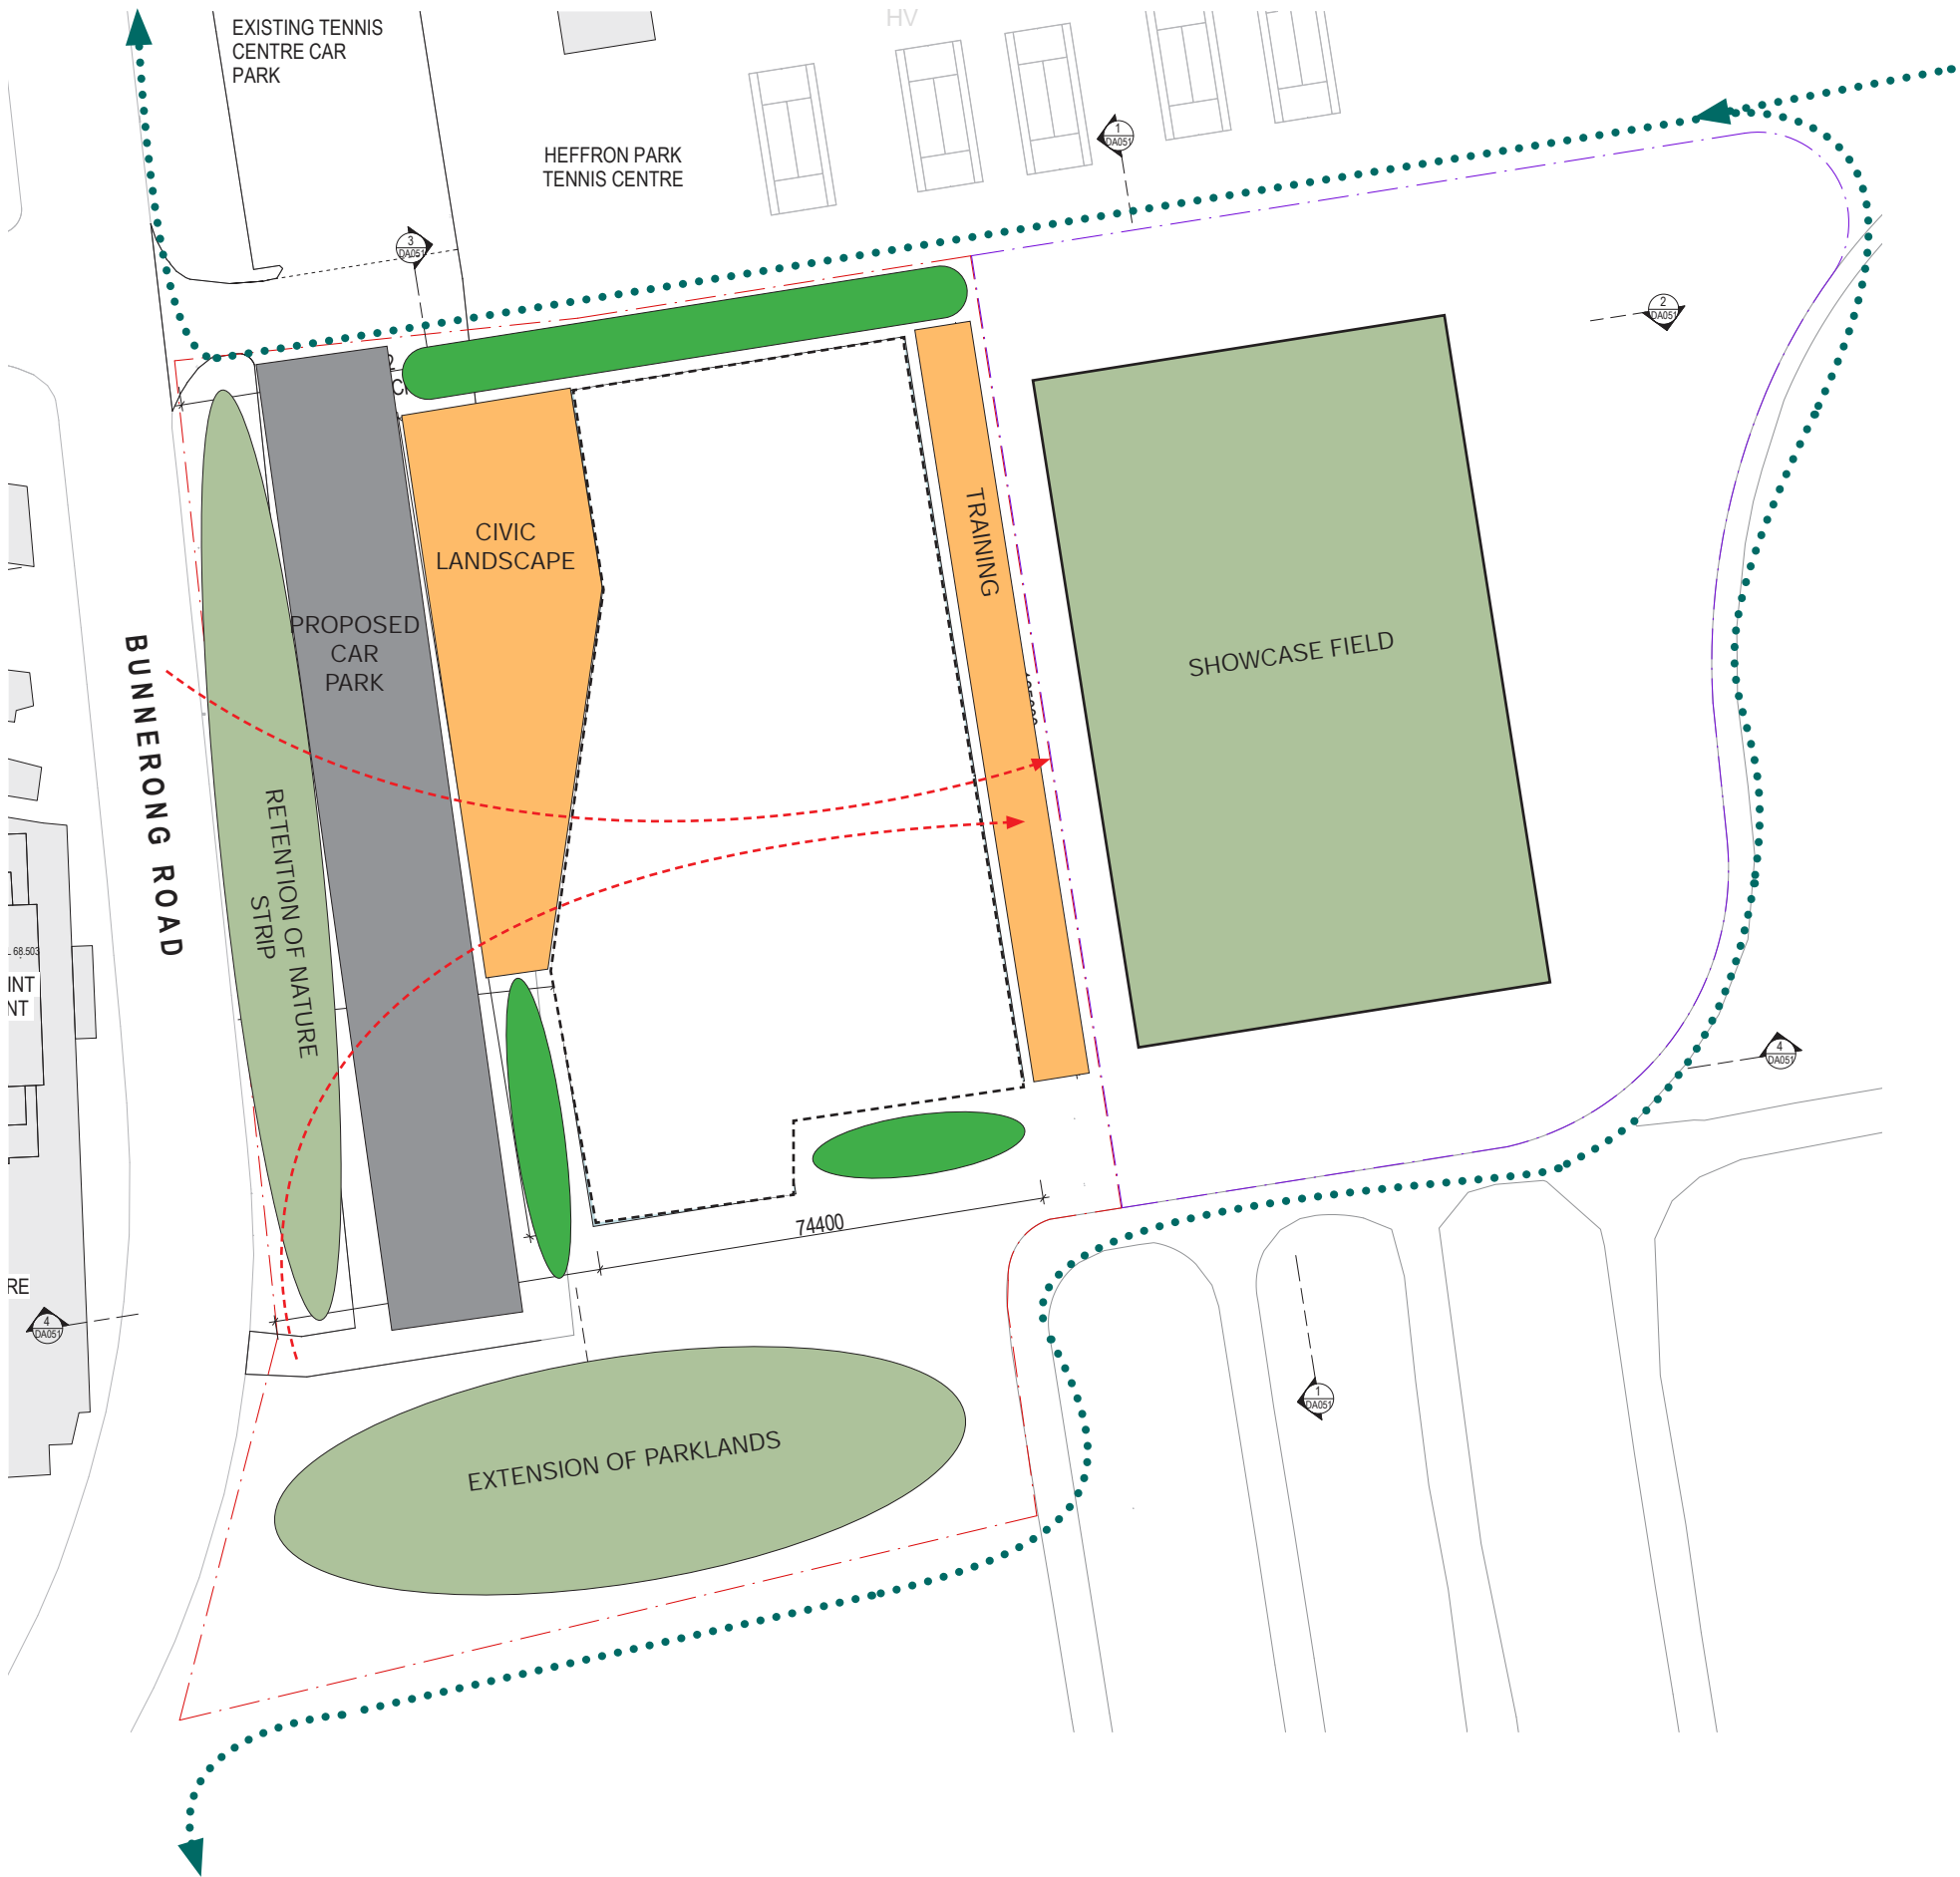 HV
EXISTING TENNIS
CENTRE CAR
PARK
HEFFRON PARK
TENNIS CENTRE
1
DA051
3
DA051
2
DA051
CIVIC
LANDSCAPE
TRAINING
PROPOSED
CAR
PARK
SHOWCASE FIELD
BUNNERONG ROAD
RETENTION OF NATURE
STRIP
68.503
INT
NT
4
DA051
74400
RE
4
DA051
1
DA051
EXTENSION OF PARKLANDS